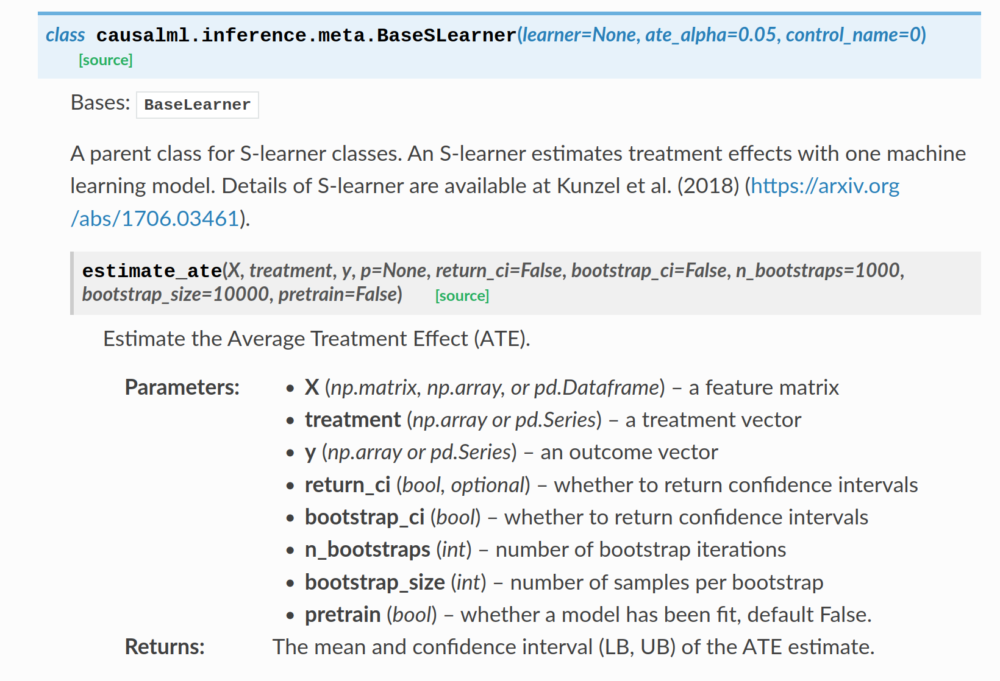 class causalml.inference.meta.BaseSLearner(learner=None, ate_alpha=0.05, control_name=0)
[source]
Bases: BaseLearner
A parent class for S-learner classes. An S-learner estimates treatment effects with one machine
learning model. Details of S-learner are available at Kunzel et al. (2018) (https://arxiv.org
/abs/1706.03461).
estimate_ate(X, treatment, y, p=None, return_ci=False, bootstrap_ci=False, n_bootstraps=1000,
bootstrap_size=10000, pretrain=False) [source]
Estimate the Average Treatment Effect (ATE).
Parameters: • X (np.matrix, np.array, or pd.Dataframe) – a feature matrix
• treatment (np.array or pd.Series) – a treatment vector
• y (np.array or pd.Series) – an outcome vector
• return_ci (bool, optional) – whether to return confidence intervals
• bootstrap_ci (bool) – whether to return confidence intervals
• n_bootstraps (int) – number of bootstrap iterations
• bootstrap_size (int) – number of samples per bootstrap
• pretrain (bool) – whether a model has been fit, default False.
Returns: The mean and confidence interval (LB, UB) of the ATE estimate.